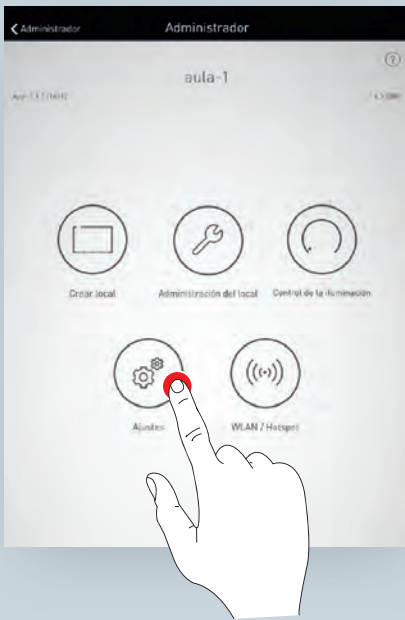 Administrador
Administrador
aula-1
Crear local
Administración del local
Control de la iluminación
Ajustes
WLAN / Hotspot